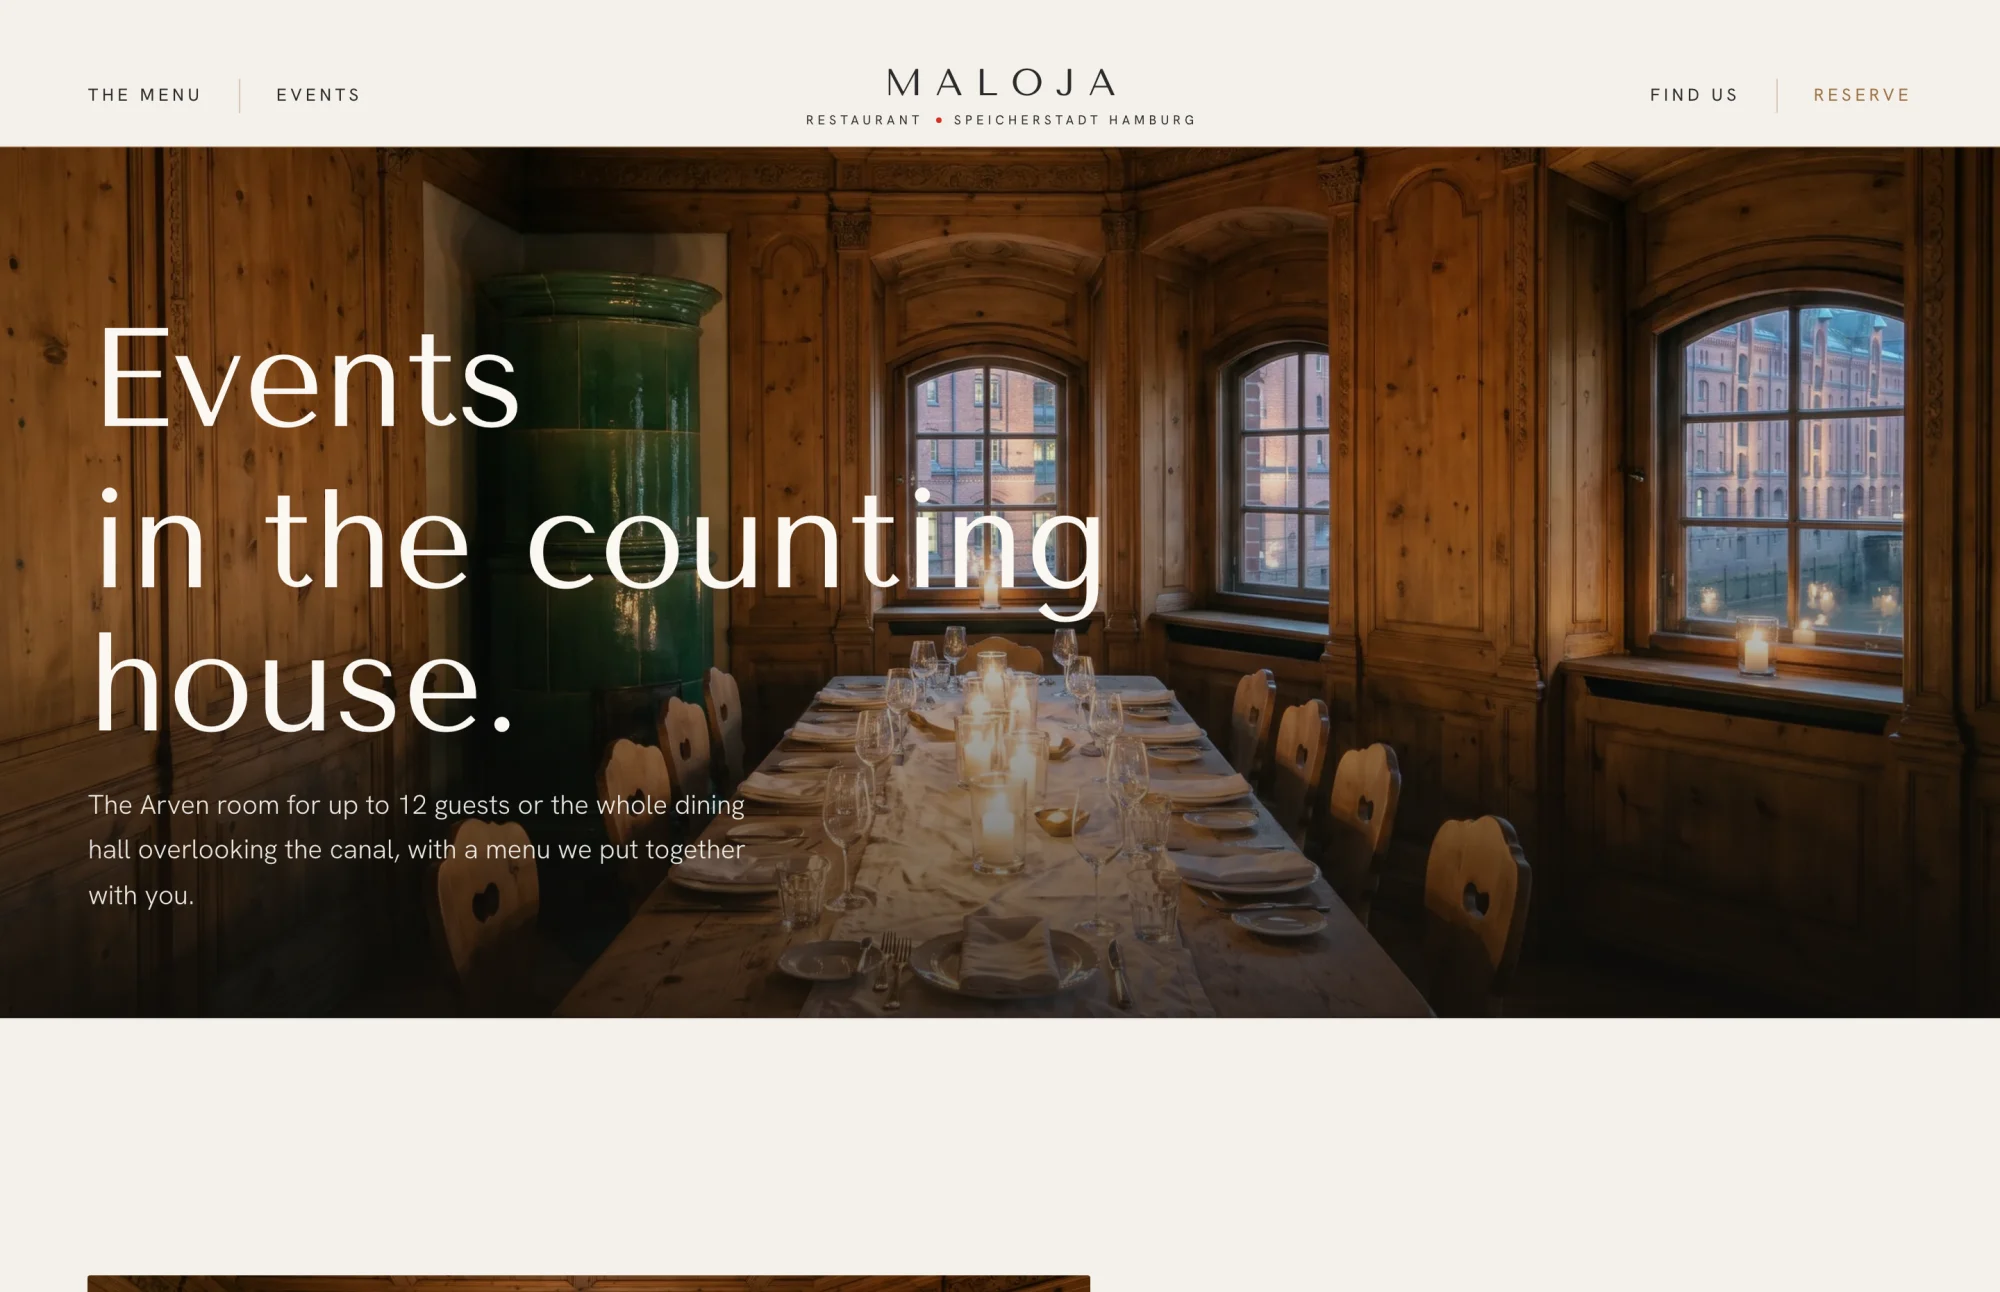 THE MENU
EVENTS
MALOJA
RESTAURANT • SPEICHERSTADT HAMBURG
FIND US
RESERVE
Events
in the counting
house.
The Arven room for up to 12 guests or the whole dining
hall overlooking the canal, with a menu we put together
with you.